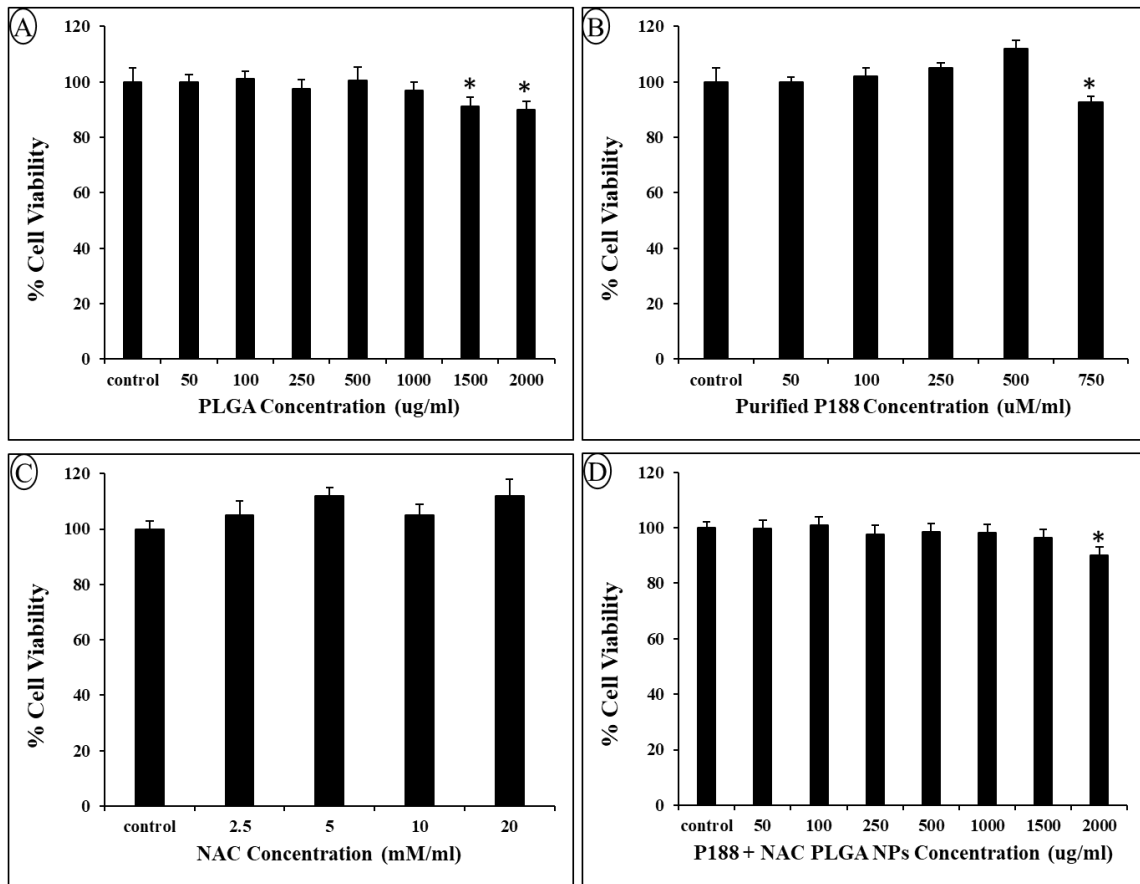 A
120
100
80
60
40
20
0
% Cell Viability
* *
control 50 100 250 500 1000 1500 2000
PLGA Concentration (ug/ml)
B
120
100
80
60
40
20
0
% Cell Viability
*
control 50 100 250 500 750
Purified P188 Concentration (uM/ml)
C
120
100
80
60
40
20
0
% Cell Viability
control 2.5 5 10 20
NAC Concentration (mM/ml)
D
120
100
80
60
40
20
0
% Cell Viability
*
control 50 100 250 500 1000 1500 2000
P188 + NAC PLGA NPs Concentration (ug/ml)